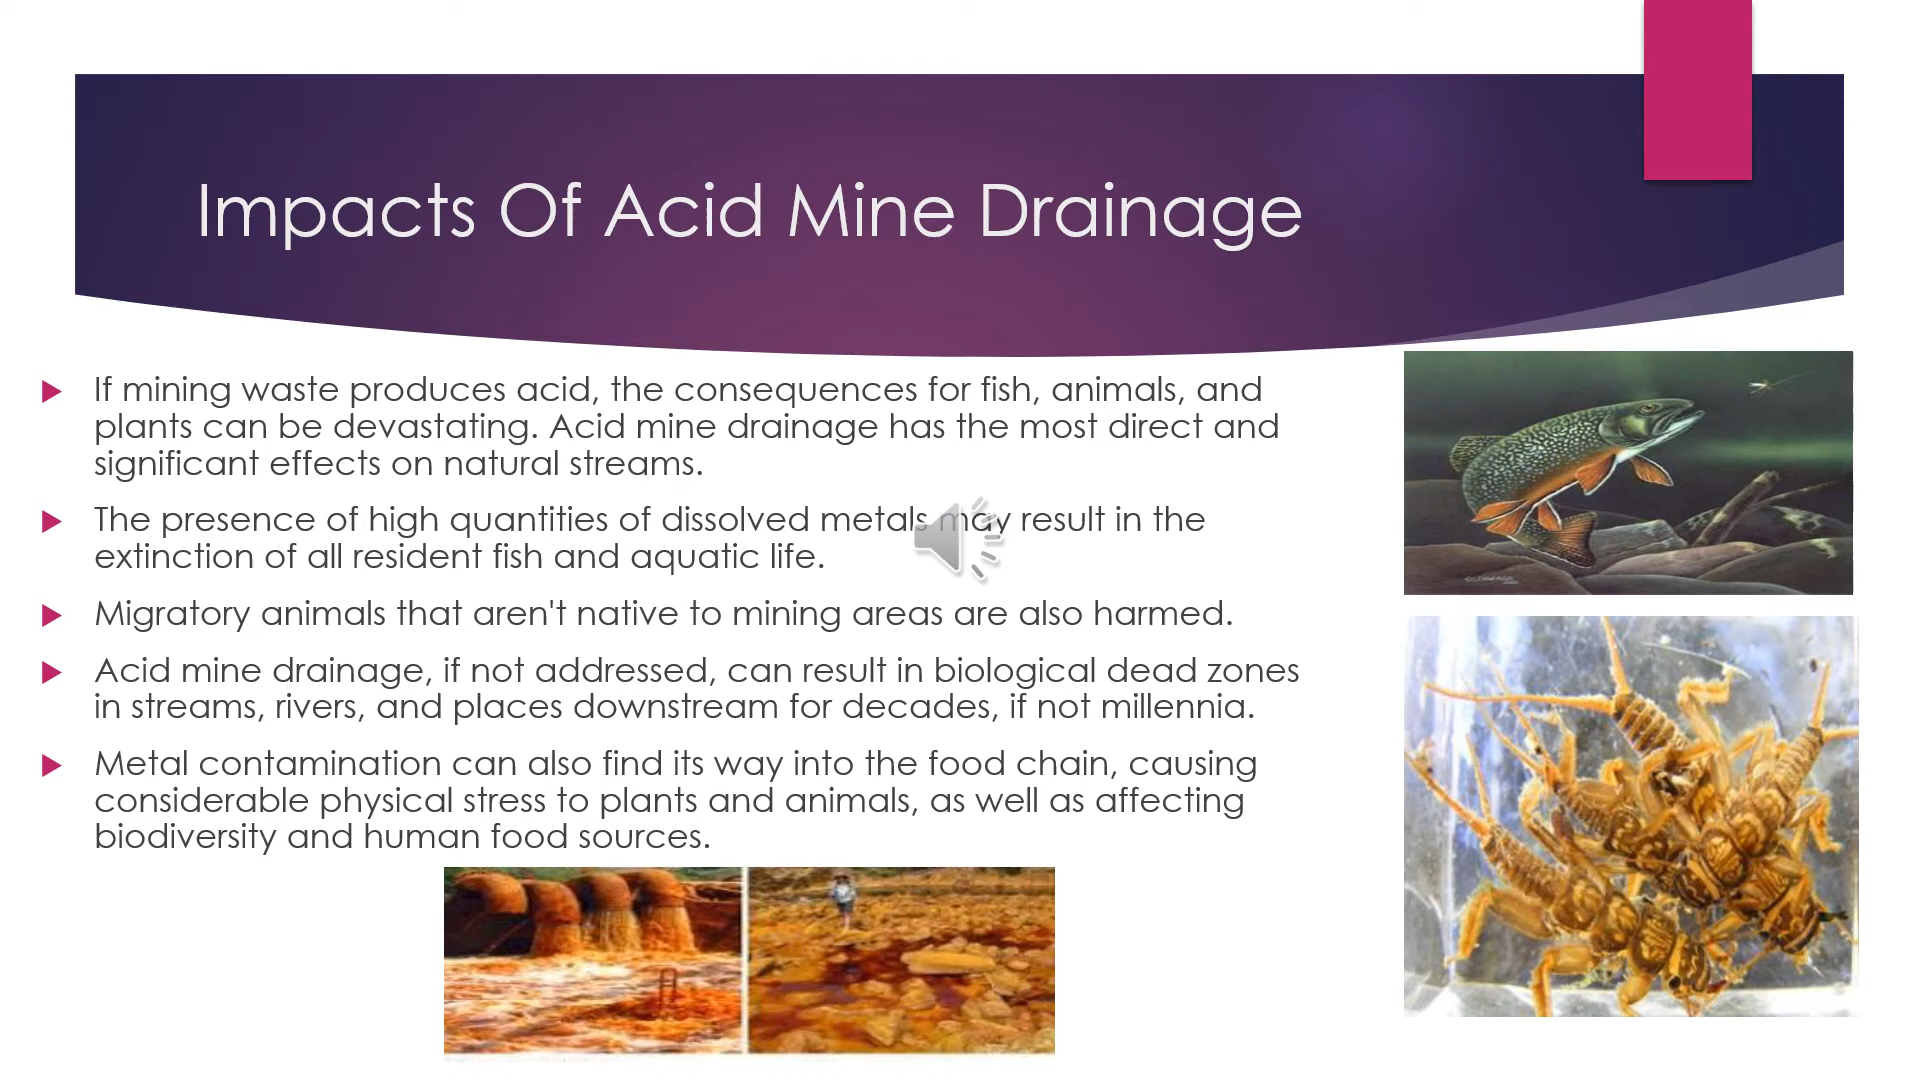 Impacts Of Acid Mine Drainage
If mining waste produces acid, the consequences for fish, animals, and
plants can be devastating. Acid mine drainage has the most direct and
significant effects on natural streams.
The presence of high quantities of dissolved metals may result in the
extinction of all resident fish and aquatic life.
Migratory animals that aren't native to mining areas are also harmed.
Acid mine drainage, if not addressed, can result in biological dead zones
in streams, rivers, and places downstream for decades, if not millennia.
Metal contamination can also find its way into the food chain, causing
considerable physical stress to plants and animals, as well as affecting
biodiversity and human food sources.